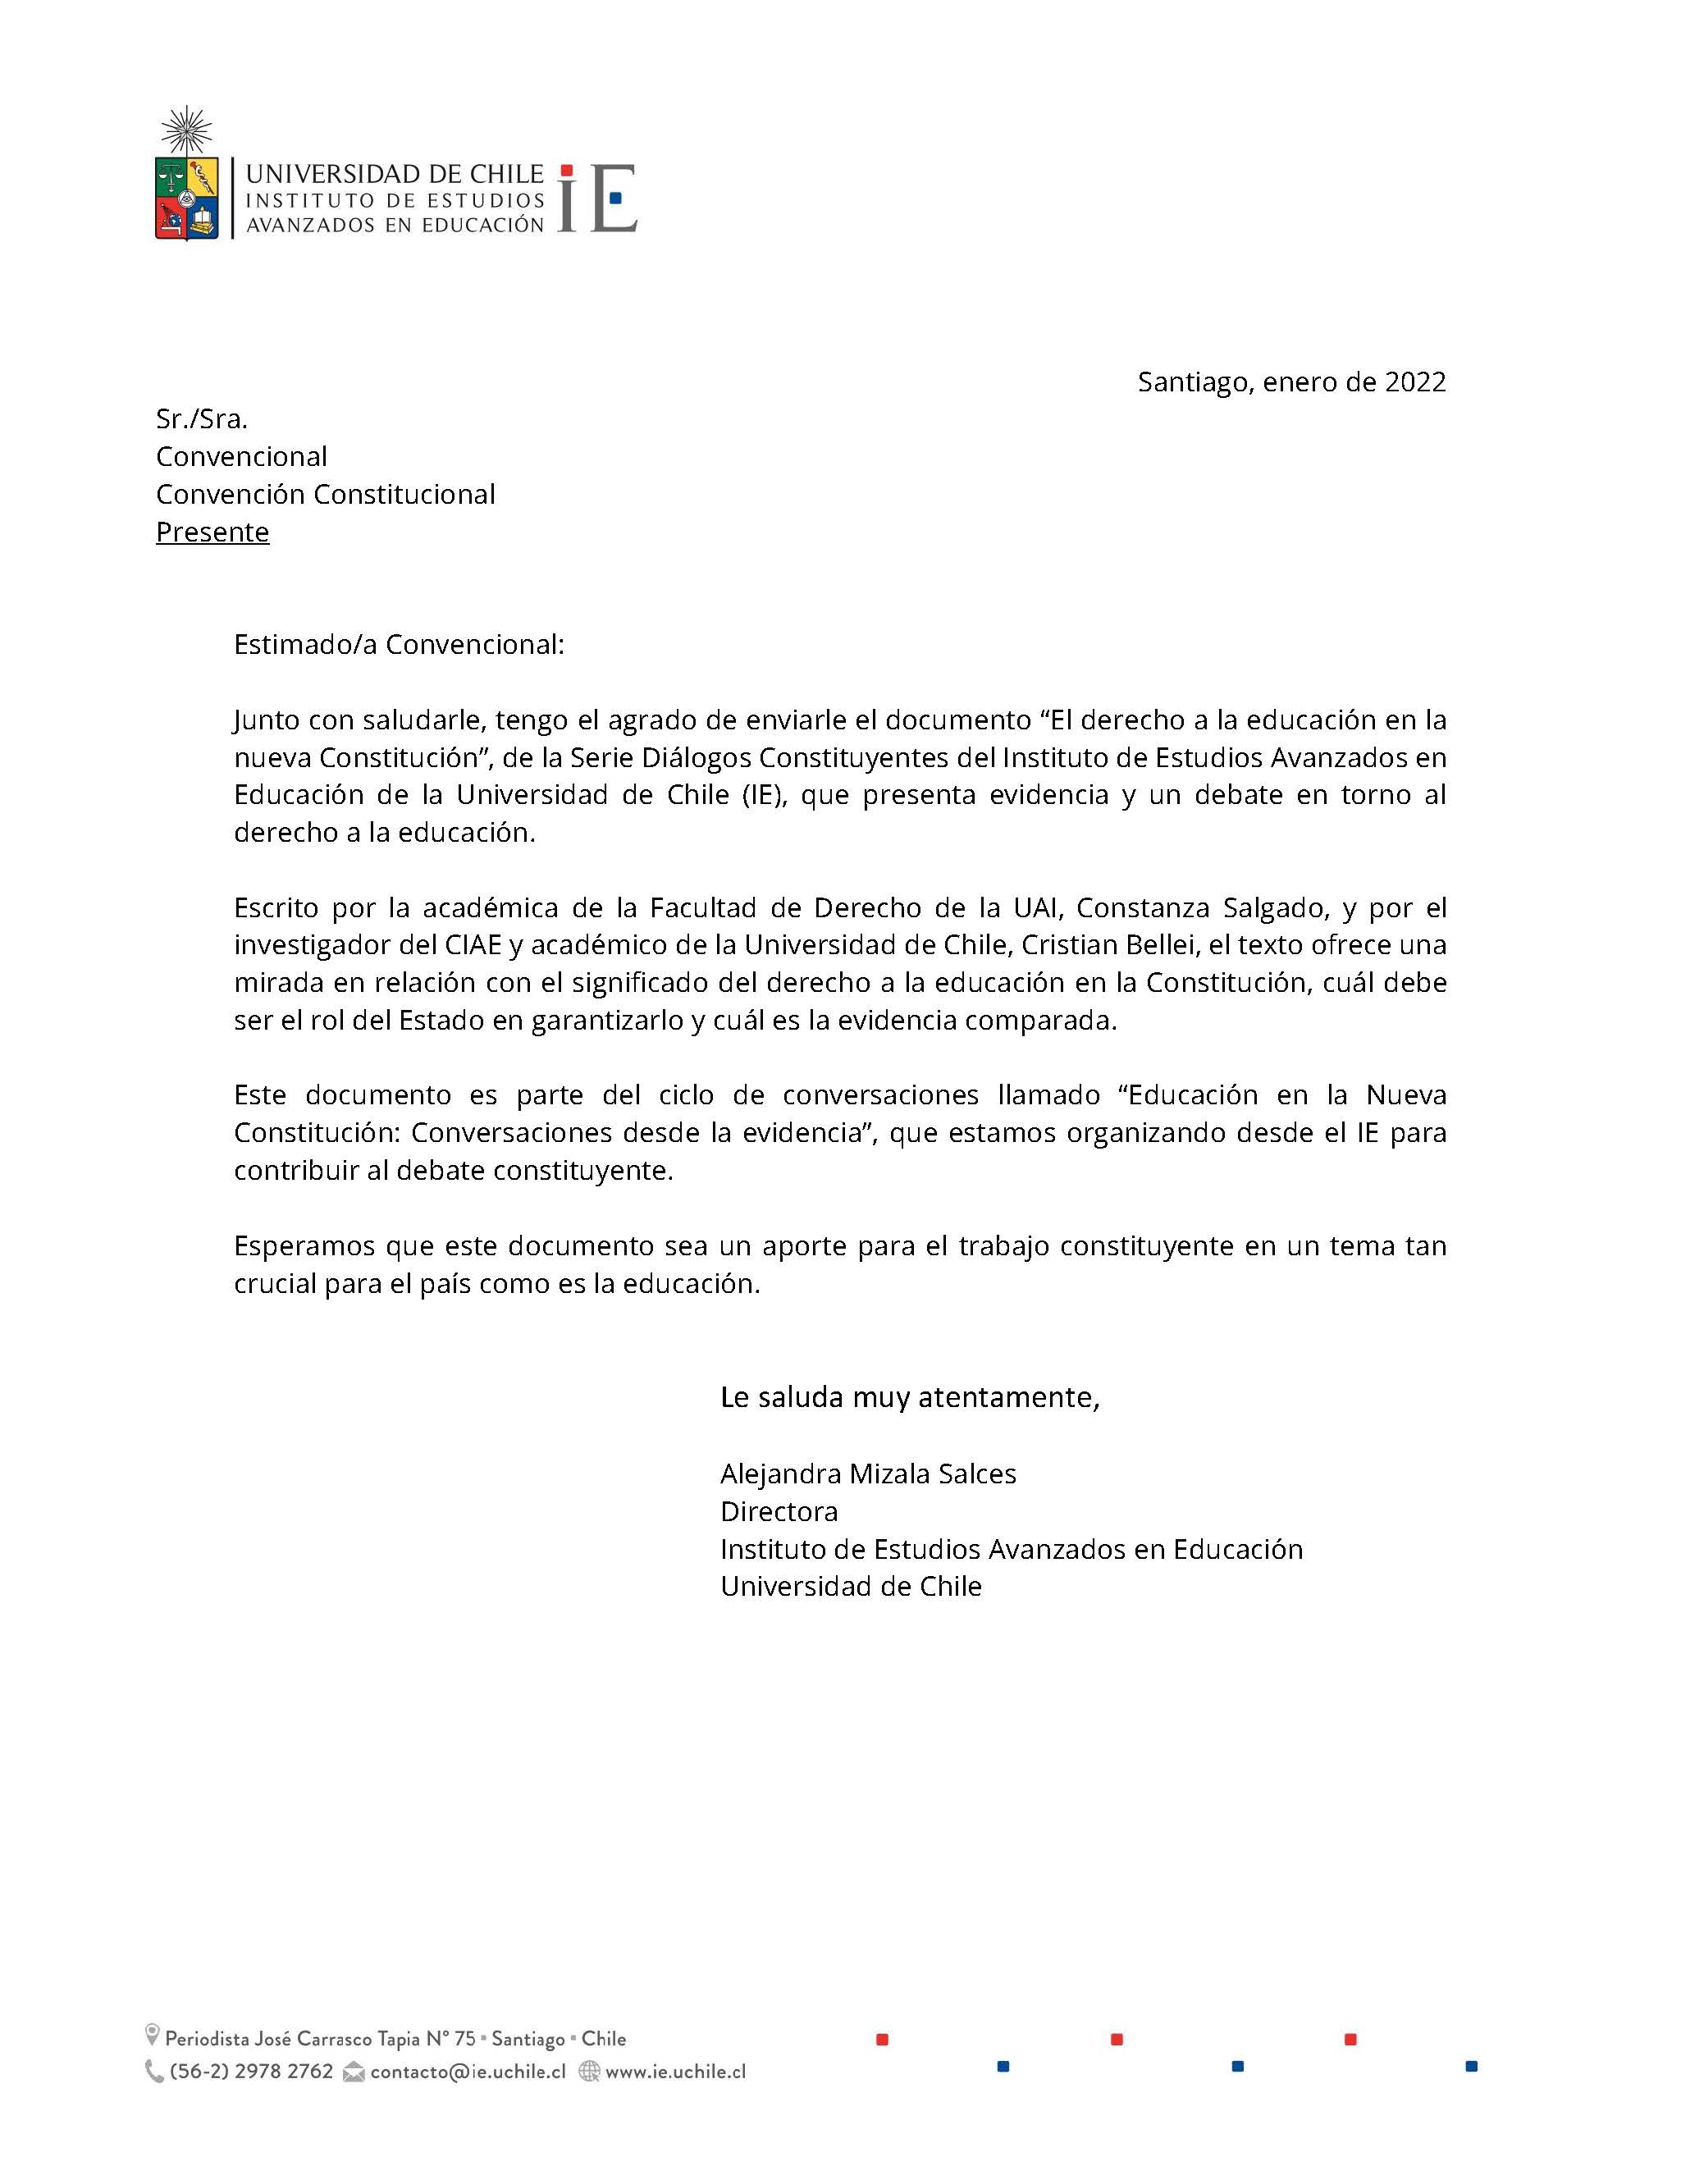 UNIVERSIDAD DE CHILE
INSTITUTO DE ESTUDIOS
AVANZADOS EN EDUCACIÓN
iE
Santiago, enero de 2022
Sr./Sra.
Convencional
Convención Constitucional
Presente
Estimado/a Convencional:
Junto con saludarle, tengo el agrado de enviarle el documento “El derecho a la educación en la
nueva Constitución”, de la Serie Diálogos Constituyentes del Instituto de Estudios Avanzados en
Educación de la Universidad de Chile (IE), que presenta evidencia y un debate en torno al
derecho a la educación.
Escrito por la académica de la Facultad de Derecho de la UAI, Constanza Salgado, y por el
investigador del CIAE y académico de la Universidad de Chile, Cristian Bellei, el texto ofrece una
mirada en relación con el significado del derecho a la educación en la Constitución, cuál debe
ser el rol del Estado en garantizarlo y cuál es la evidencia comparada.
Este documento es parte del ciclo de conversaciones llamado “Educación en la Nueva
Constitución: Conversaciones desde la evidencia”, que estamos organizando desde el IE para
contribuir al debate constituyente.
Esperamos que este documento sea un aporte para el trabajo constituyente en un tema tan
crucial para el país como es la educación.
Le saluda muy atentamente,
Alejandra Mizala Salces
Directora
Instituto de Estudios Avanzados en Educación
Universidad de Chile
Periodista José Carrasco Tapia N° 75 ▪ Santiago ▪ Chile
(56-2) 2978 2762 contacto@ie.uchile.cl www.ie.uchile.cl